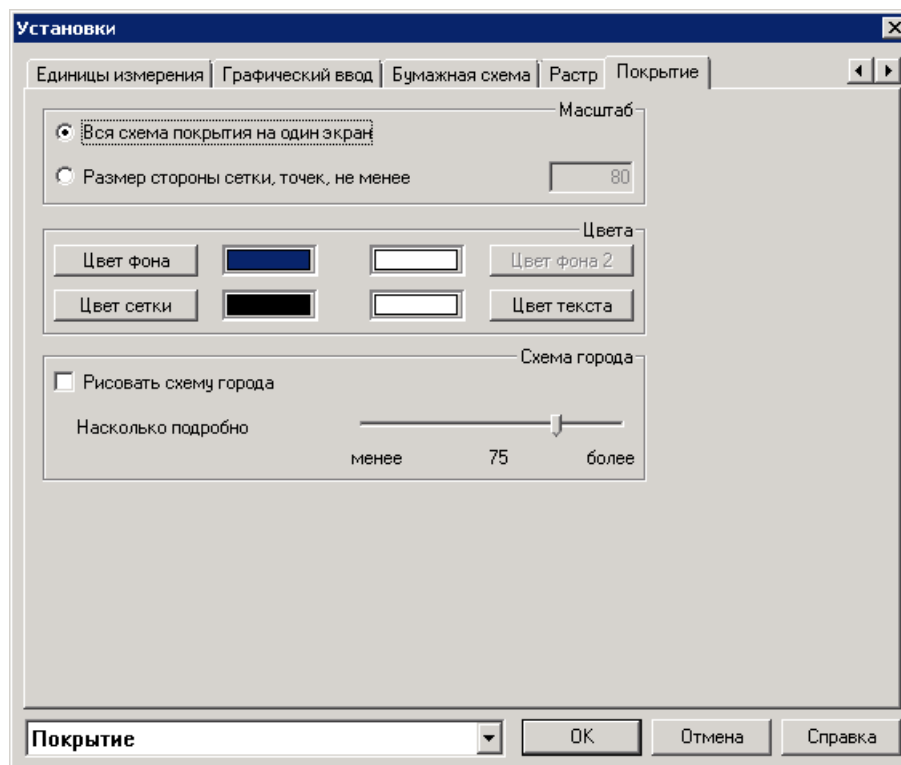 Установки
Единицы измерения Графический ввод Бумажная схема Растр Покрытие
Масштаб
Вся схема покрытия на один экран
Размер стороны сетки, точек, не менее 80
Цвета
Цвет фона Цвет фона 2
Цвет сетки Цвет текста
Схема города
Рисовать схему города
Насколько подробно
менее 75 более
Покрытие OK Отмена Справка